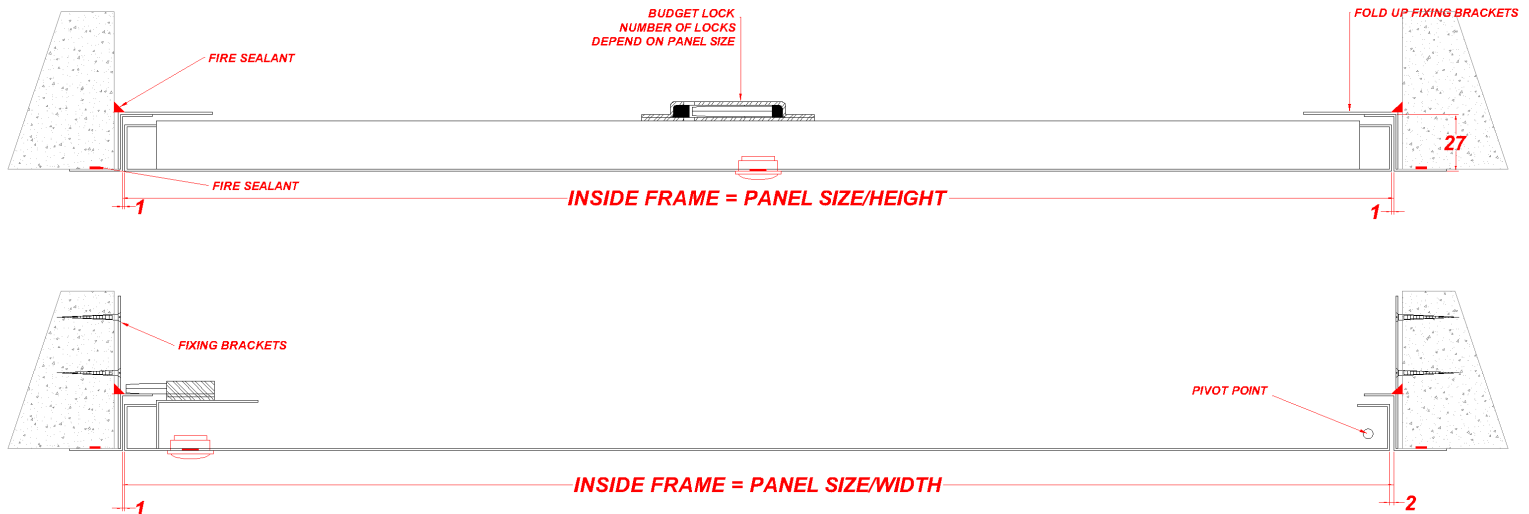 BUDGET LOCK
NUMBER OF LOCKS
DEPEND ON PANEL SIZE
FOLD UP FIXING BRACKETS
FIRE SEALANT
27
FIRE SEALANT
INSIDE FRAME = PANEL SIZE/HEIGHT
1
1
FIXING BRACKETS
PIVOT POINT
INSIDE FRAME = PANEL SIZE/WIDTH
1
2